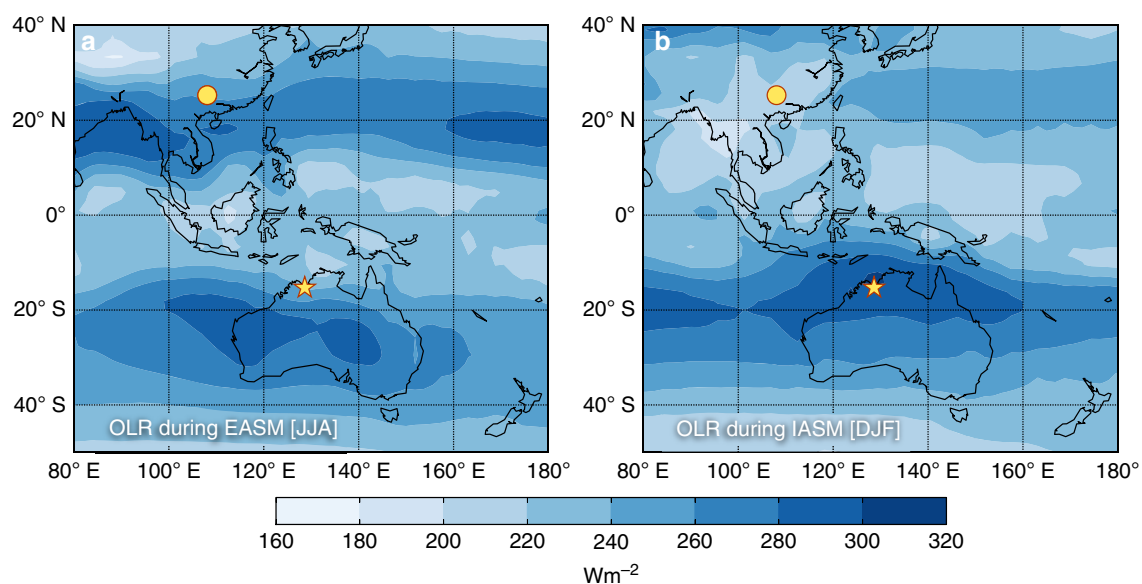 a
b
40° N
20° N
0°
20° S
40° S
40° N
20° N
0°
20° S
40° S
OLR during EASM [JJA]
OLR during IASM [DJF]
80° E 100° E 120° E 140° E 160° E 180°
80° E 100° E 120° E 140° E 160° E 180°
160 180 200 220 240 260 280 300 320
Wm−2